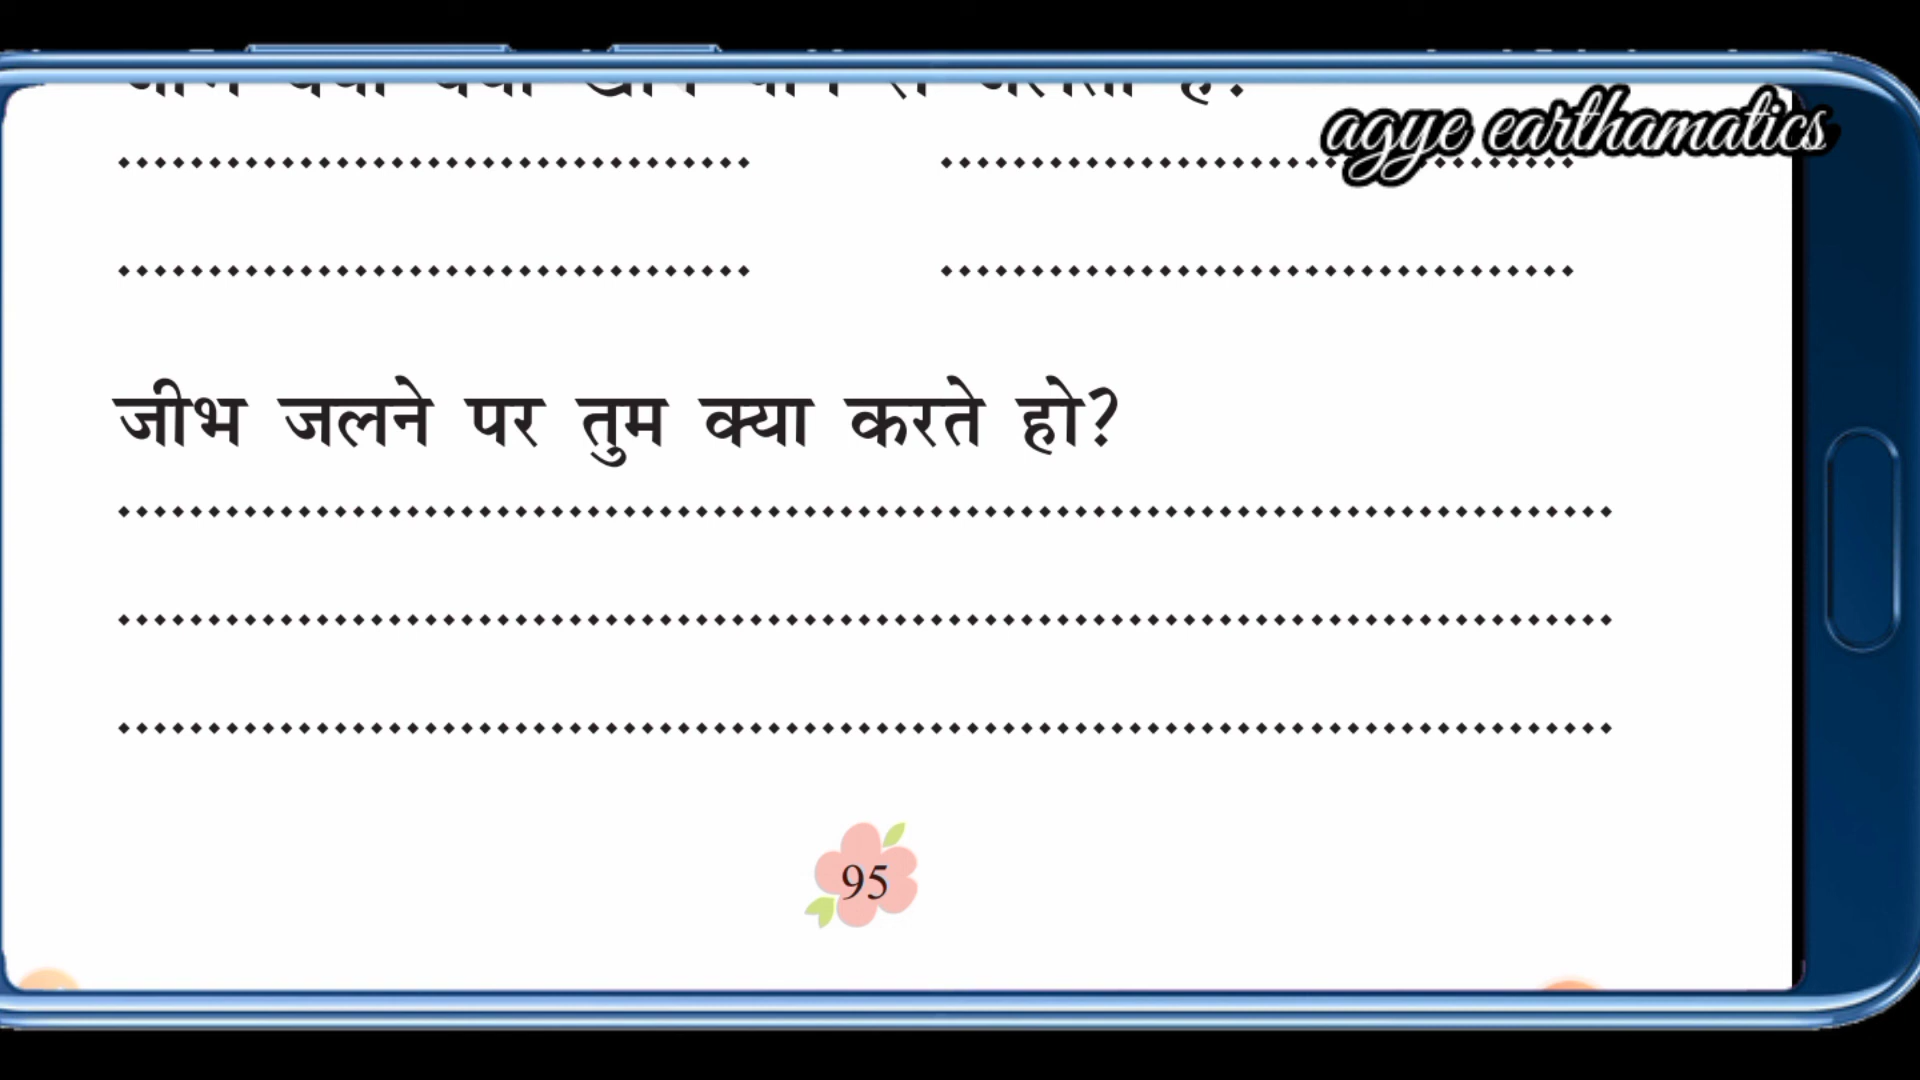 agye earthamatics
जीभ जलने पर तुम क्या करते हो?
95